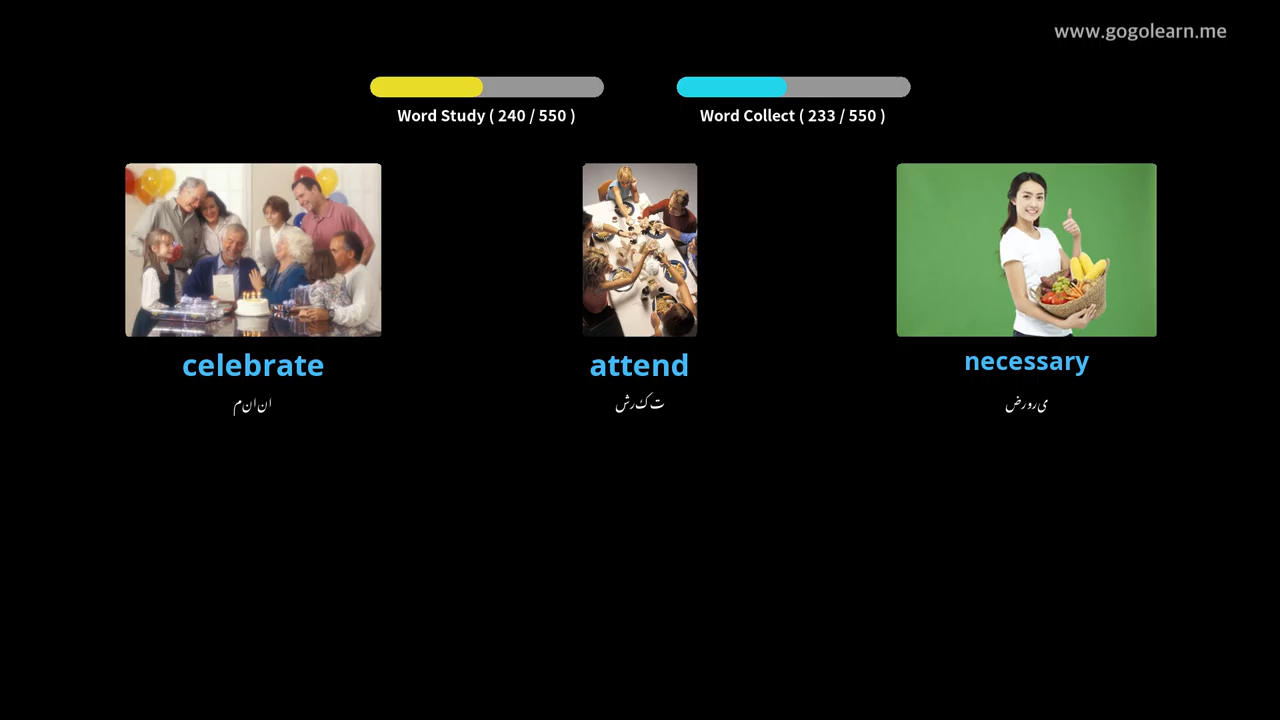 www.gogolearn.me
Word Study ( 240 / 550 )
Word Collect ( 233 / 550 )
celebrate
attend
necessary
منانا
شرکت
ضروری